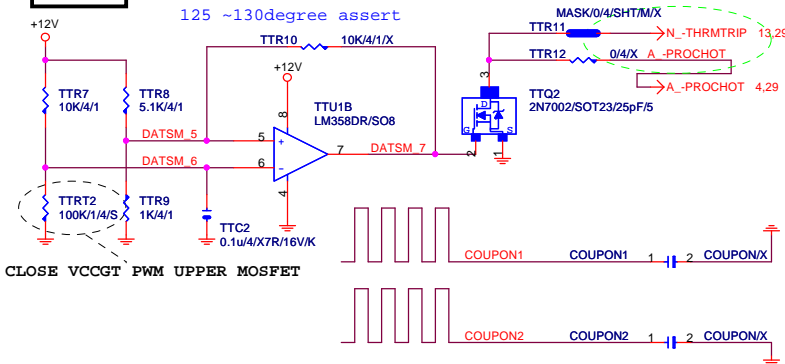 125 ~130degree assert
MASK/0/4/SHT/M/X
+12V
TTR10
10K/4/1/X
TTR11
N_-THRMTRIP
13,29
TTR12
0/4/X
A_-PROCHOT
+12V
3
A_-PROCHOT
4,29
TTR7
10K/4/1
TTR8
5.1K/4/1
TTU1B
LM358DR/SO8
TTQ2
2N7002/SOT23/25pF/5
D
G
S
8
DATSM_5
5
+
7
DATSM_7
DATSM_6
6
-
2
1
4
TTRT2
100K/1/4/S
TTR9
1K/4/1
TTC2
0.1u/4/X7R/16V/K
CLOSE VCCGT PWM UPPER MOSFET
COUPON1
COUPON1
1
2
COUPON/X
COUPON2
COUPON2
1
2
COUPON/X